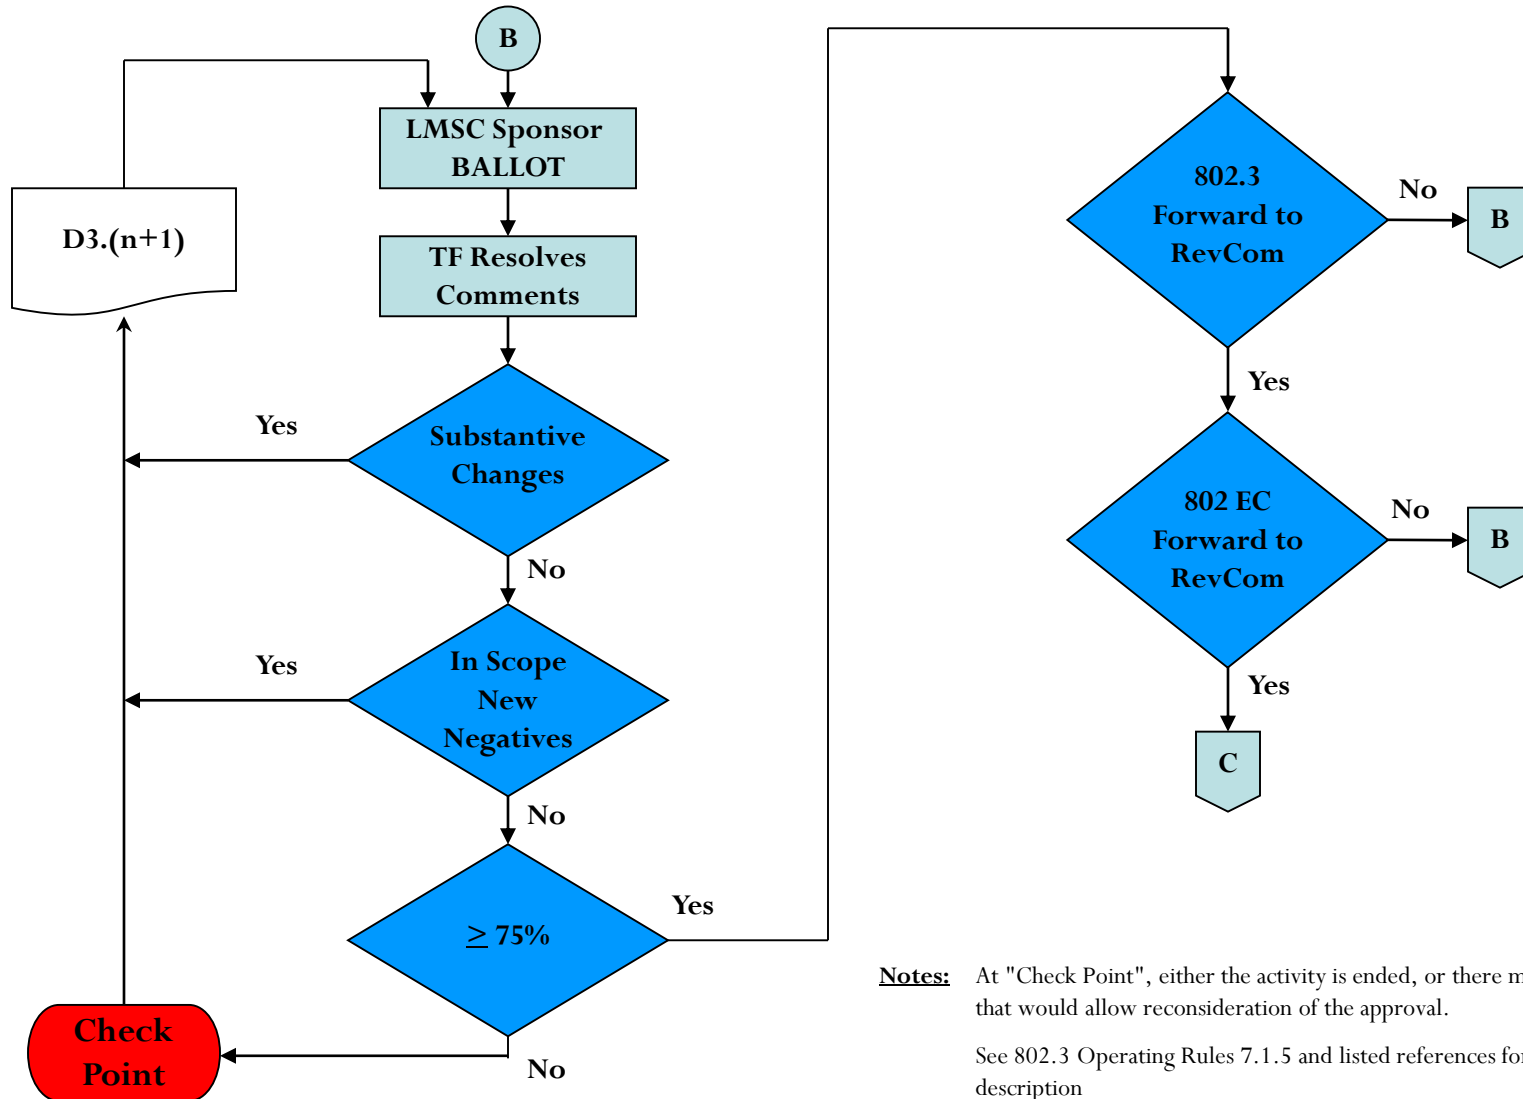 B
LMSC Sponsor
BALLOT
D3.(n+1)
TF Resolves
Comments
Yes
Substantive
Changes
No
Yes
In Scope
New
Negatives
No
≥ 75%
Yes
Check
Point
No
802.3
Forward to
RevCom
No
B
Yes
802 EC
Forward to
RevCom
No
B
Yes
C
Notes: At "Check Point", either the activity is ended, or there
that would allow reconsideration of the approval.
See 802.3 Operating Rules 7.1.5 and listed references for
description